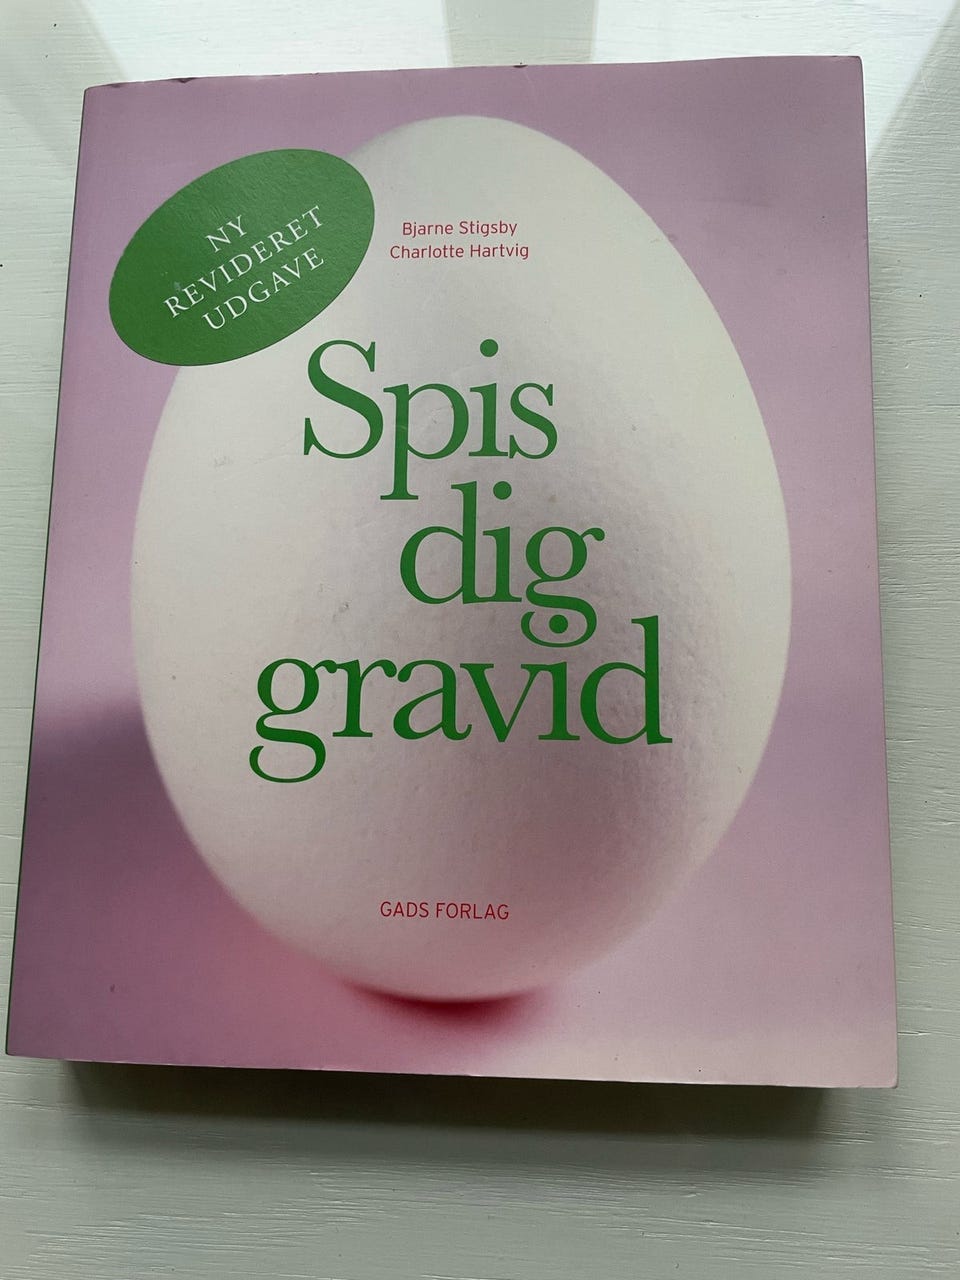 NY
REVIDERET
UDGAVE
Bjarne Stigsby
Charlotte Hartvig
Spis
dig
gravid
GADS FORLAG